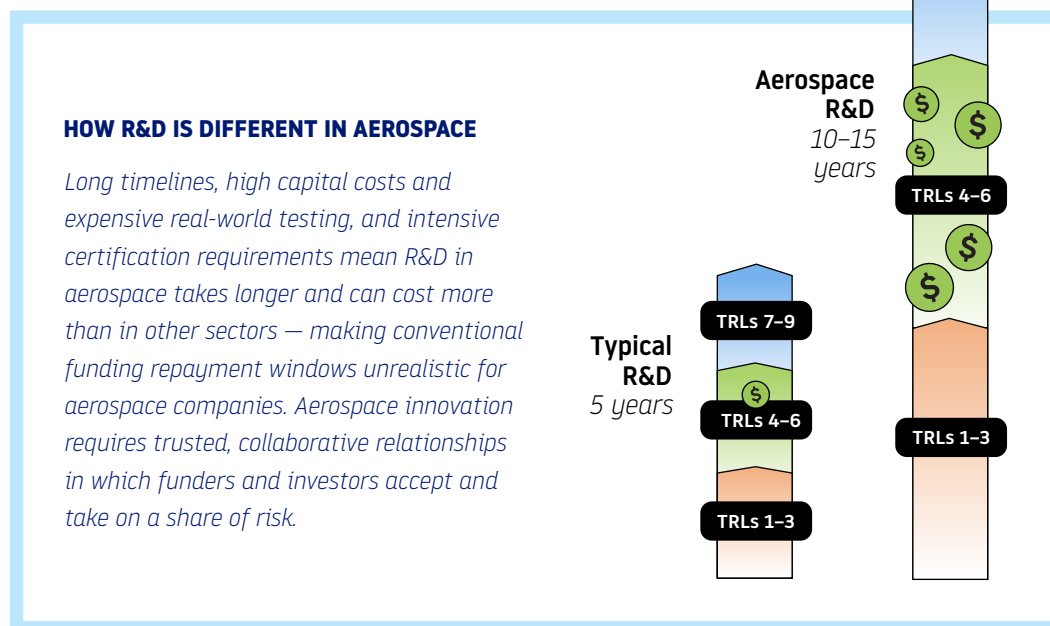 HOW R&D IS DIFFERENT IN AEROSPACE
Long timelines, high capital costs and
expensive real-world testing, and intensive
certification requirements mean R&D in
aerospace takes longer and can cost more
than in other sectors — making conventional
funding repayment windows unrealistic for
aerospace companies. Aerospace innovation
requires trusted, collaborative relationships
in which funders and investors accept and
take on a share of risk.
Typical
R&D
5 years
TRLs 7–9
$
TRLs 4–6
TRLs 1–3
Aerospace
R&D
10–15
years
$
$
$
TRLs 4–6
$
$
TRLs 1–3